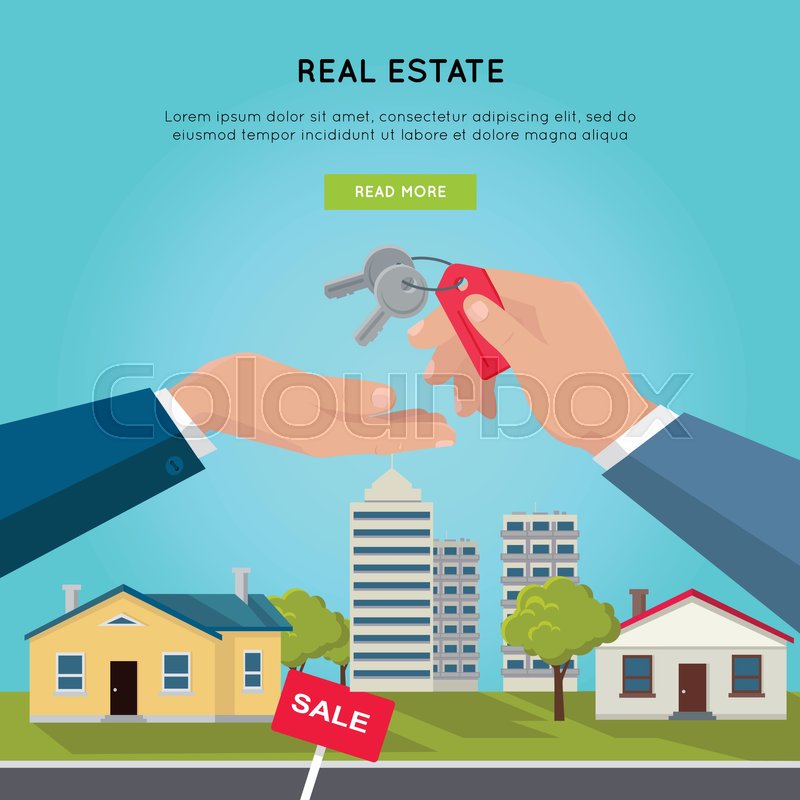 REAL ESTATE
Lorem ipsum dolor sit amet, consectetur adipiscing elit, sed do
eiusmod tempor incididunt ut labore et dolore magna aliqua
READ MORE
Colourbox
SALE